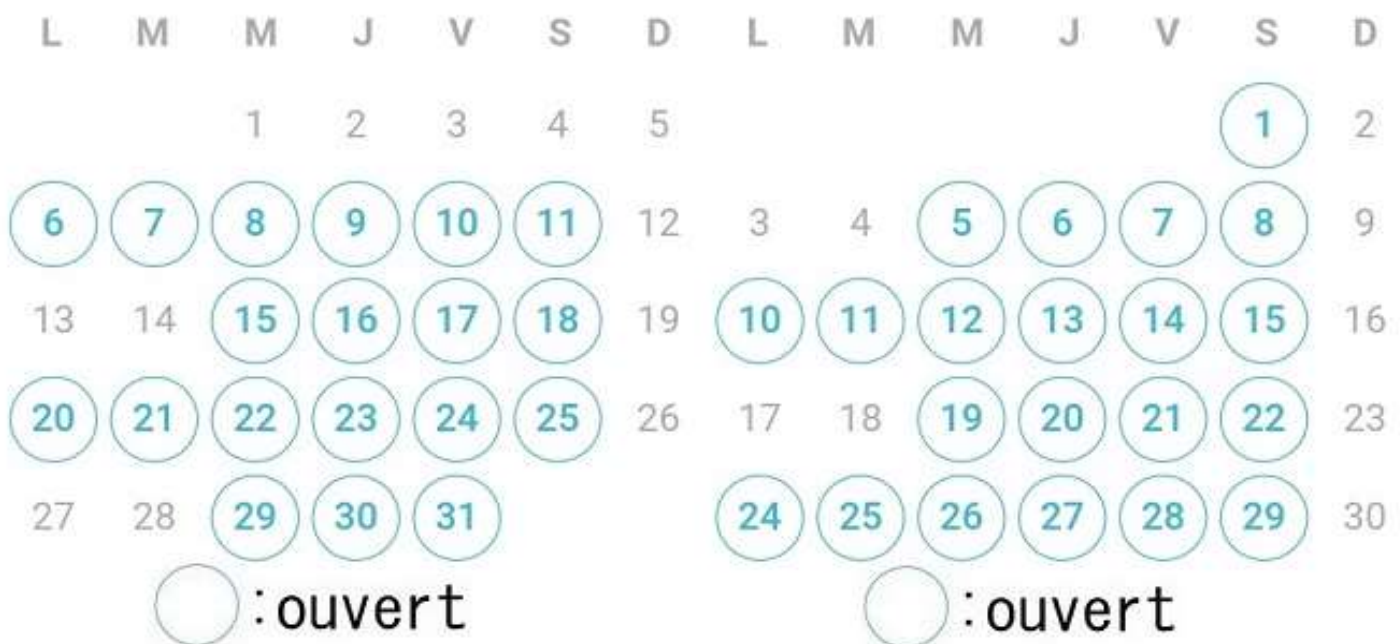 L M M J V S D L M M J V S D
1 2 3 4 5 1 2
6 7 8 9 10 11 12 3 4 5 6 7 8 9
13 14 15 16 17 18 19 10 11 12 13 14 15 16
20 21 22 23 24 25 26 17 18 19 20 21 22 23
27 28 29 30 31 24 25 26 27 28 29 30
:ouvert :ouvert